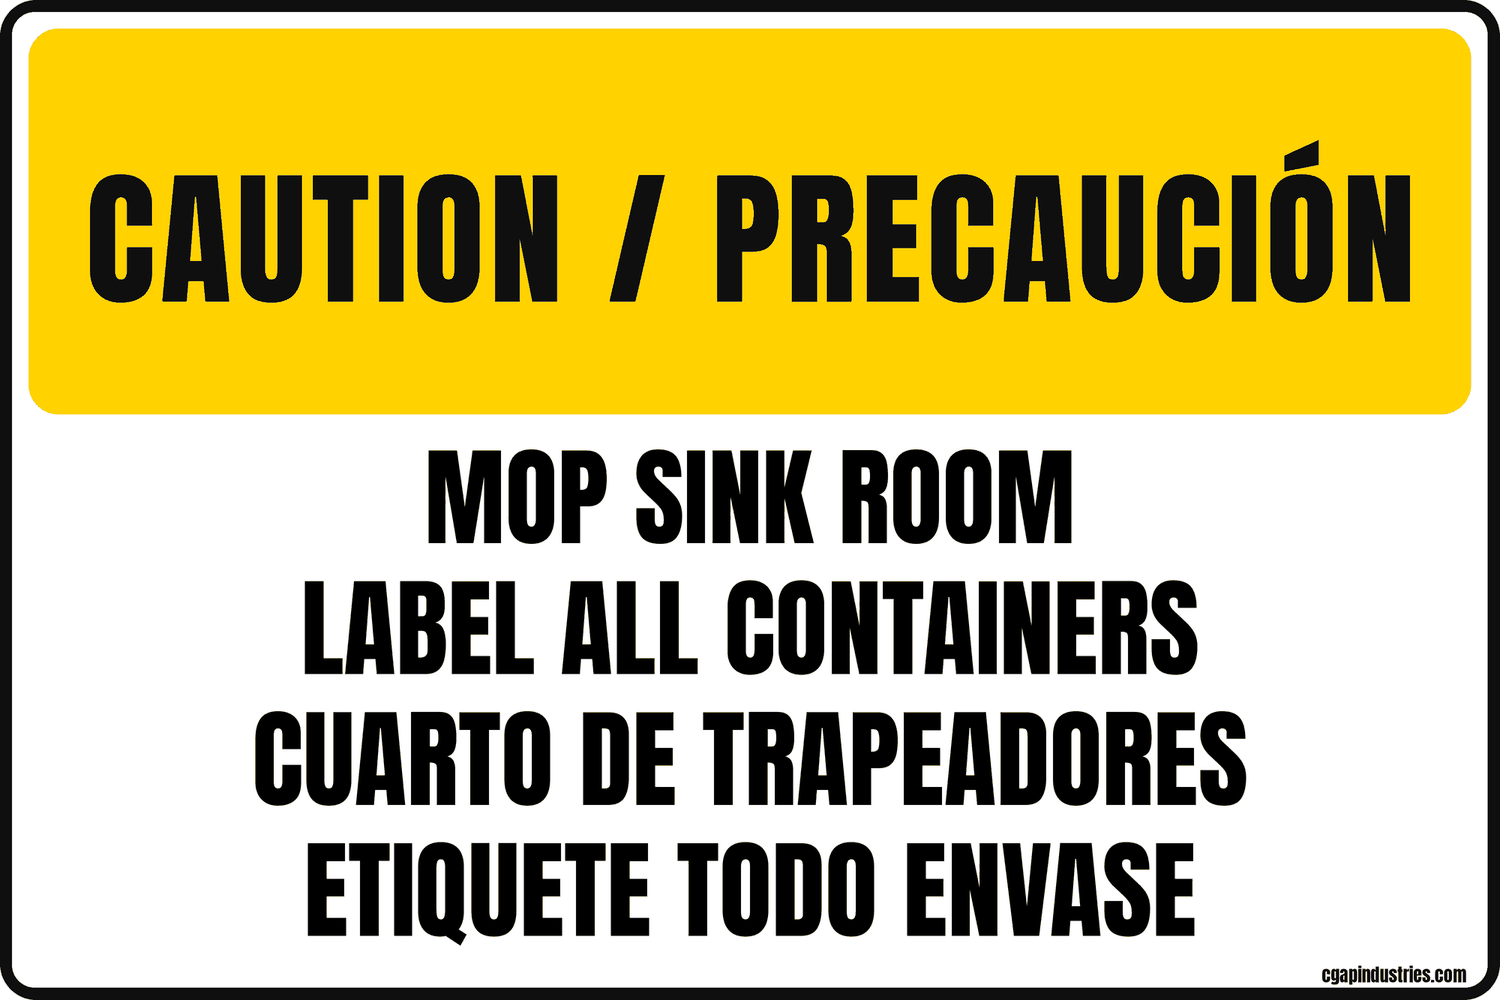 CAUTION / PRECAUCIÓN
MOP SINK ROOM
LABEL ALL CONTAINERS
CUARTO DE TRAPEADORES
ETIQUETE TODO ENVASE
cgapindustries.com